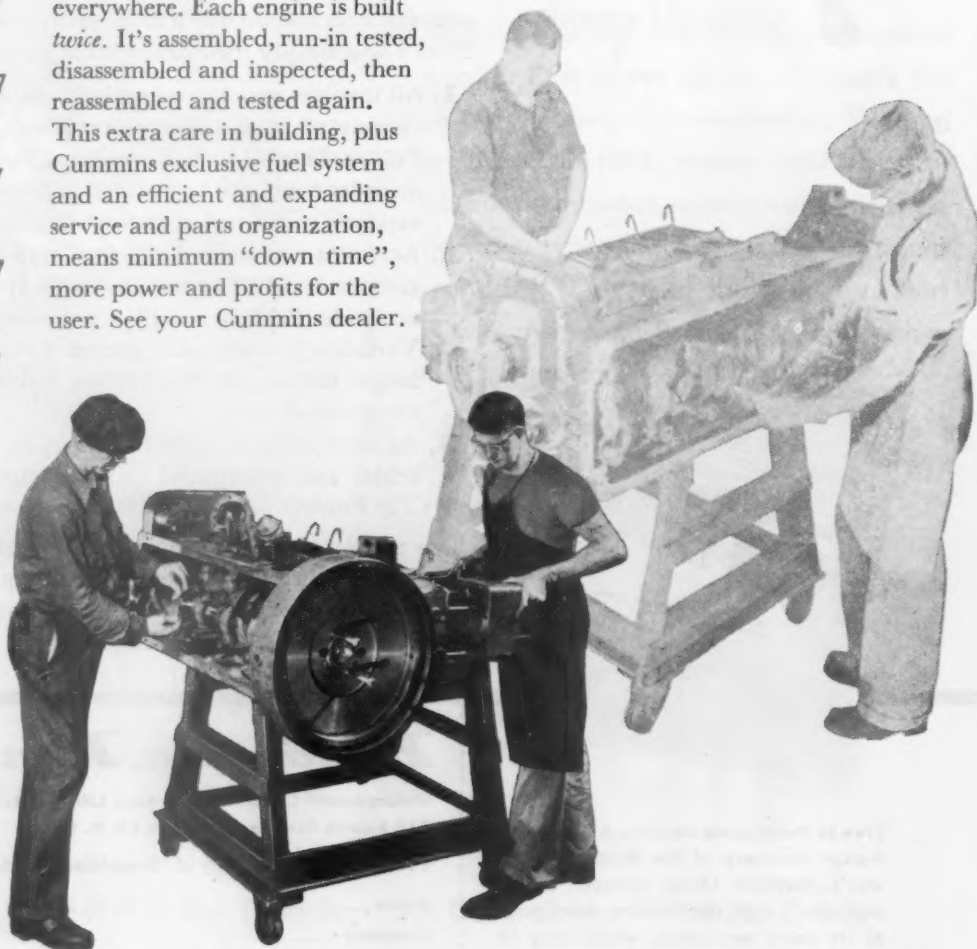 everywhere. Each engine is built
twice. It's assembled, run-in tested,
disassembled and inspected, then
reassembled and tested again.
This extra care in building, plus
Cummins exclusive fuel system
and an efficient and expanding
service and parts organization,
means minimum "down time",
more power and profits for the
user. See your Cummins dealer.